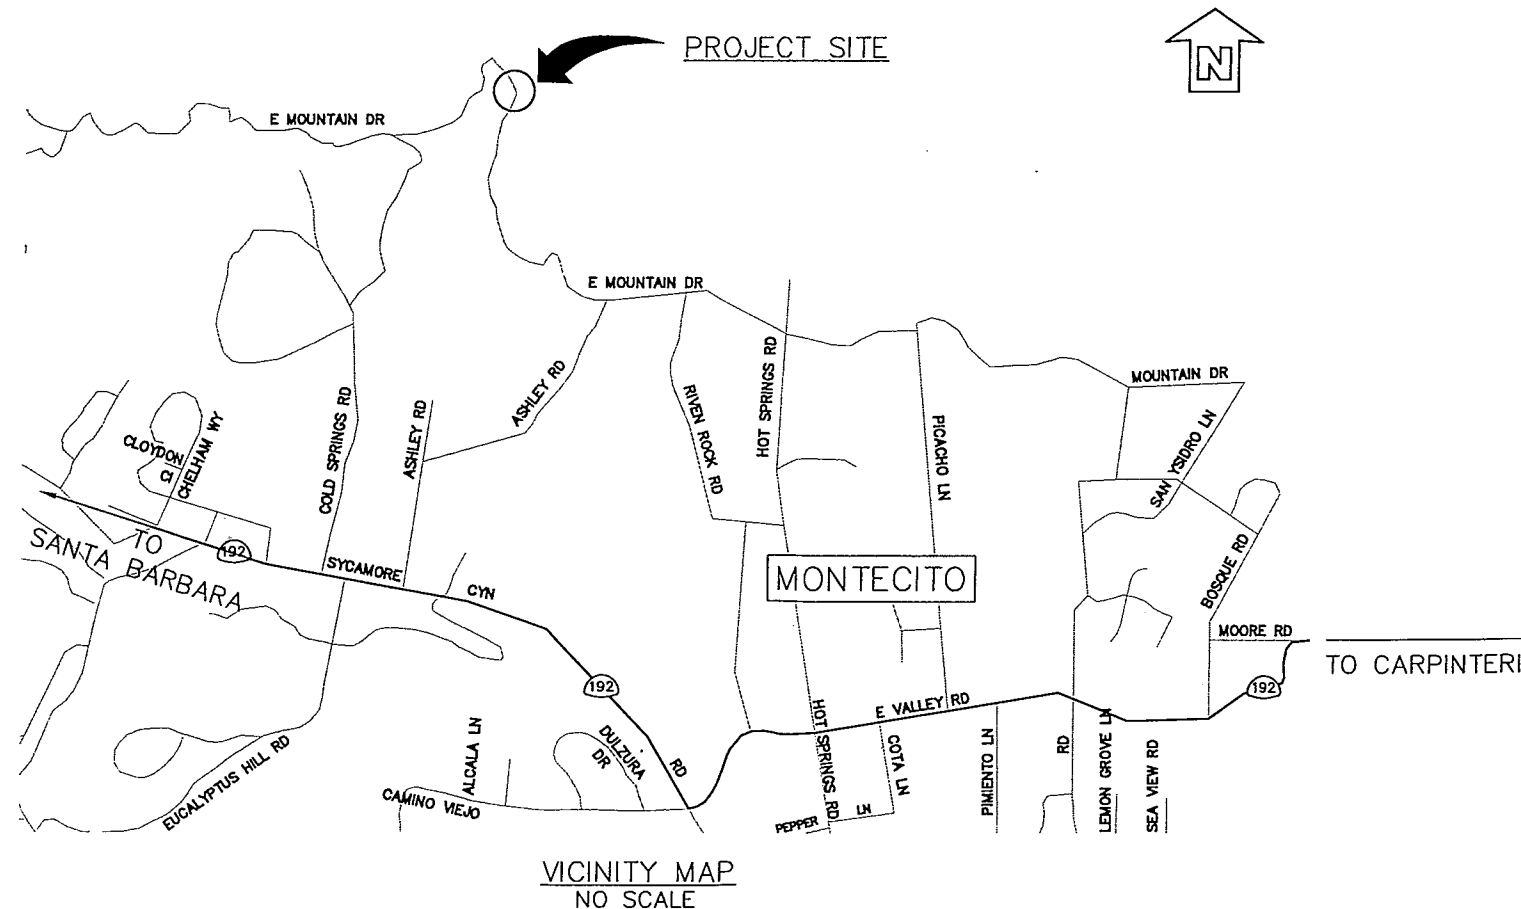 PROJECT SITE
N
E MOUNTAIN DR
E MOUNTAIN DR
MOUNTAIN DR
HOT SPRINGS RD
ASHLEY RD
RIVEN ROCK RD
COLD SPRINGS RD
ASHLEY RD
PICACHO LN
SAN YSIDRO LN
CHELHAM WY
CLOYDON
CI
TO
SANTA BARBARA
192
SYCAMORE
CYN
MONTECITO
BOSQUE RD
MOORE RD
TO CARPINTERI
192
192
E VALLEY RD
HOT SPRINGS RD
COTA LN
PIMIENTO LN
RD
LEMON GROVE LN
SEA VIEW RD
ALCALA LN
DULZURA
DR
RD
EUCALYPTUS HILL RD
CAMINO VIEJO
PEPPER LN
VICINITY MAP
NO SCALE